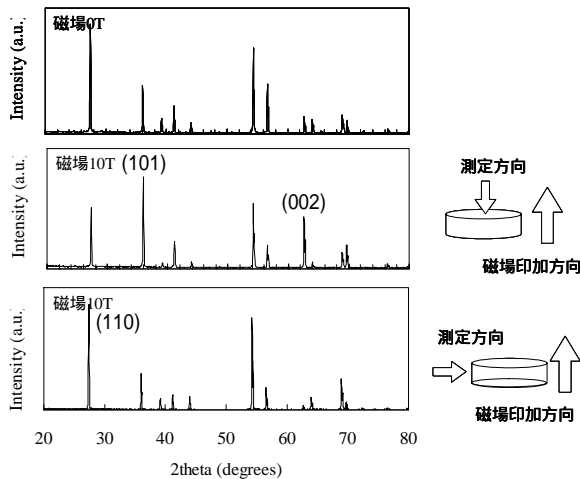 磁場0T
Intensity (a.u.)
磁場10T (101)
(002)
Intensity (a.u.)
測定方向
磁場印加方向
磁場10T
(110)
Intensity (a.u.)
測定方向
磁場印加方向
20 30 40 50 60 70 80
2theta (degrees)